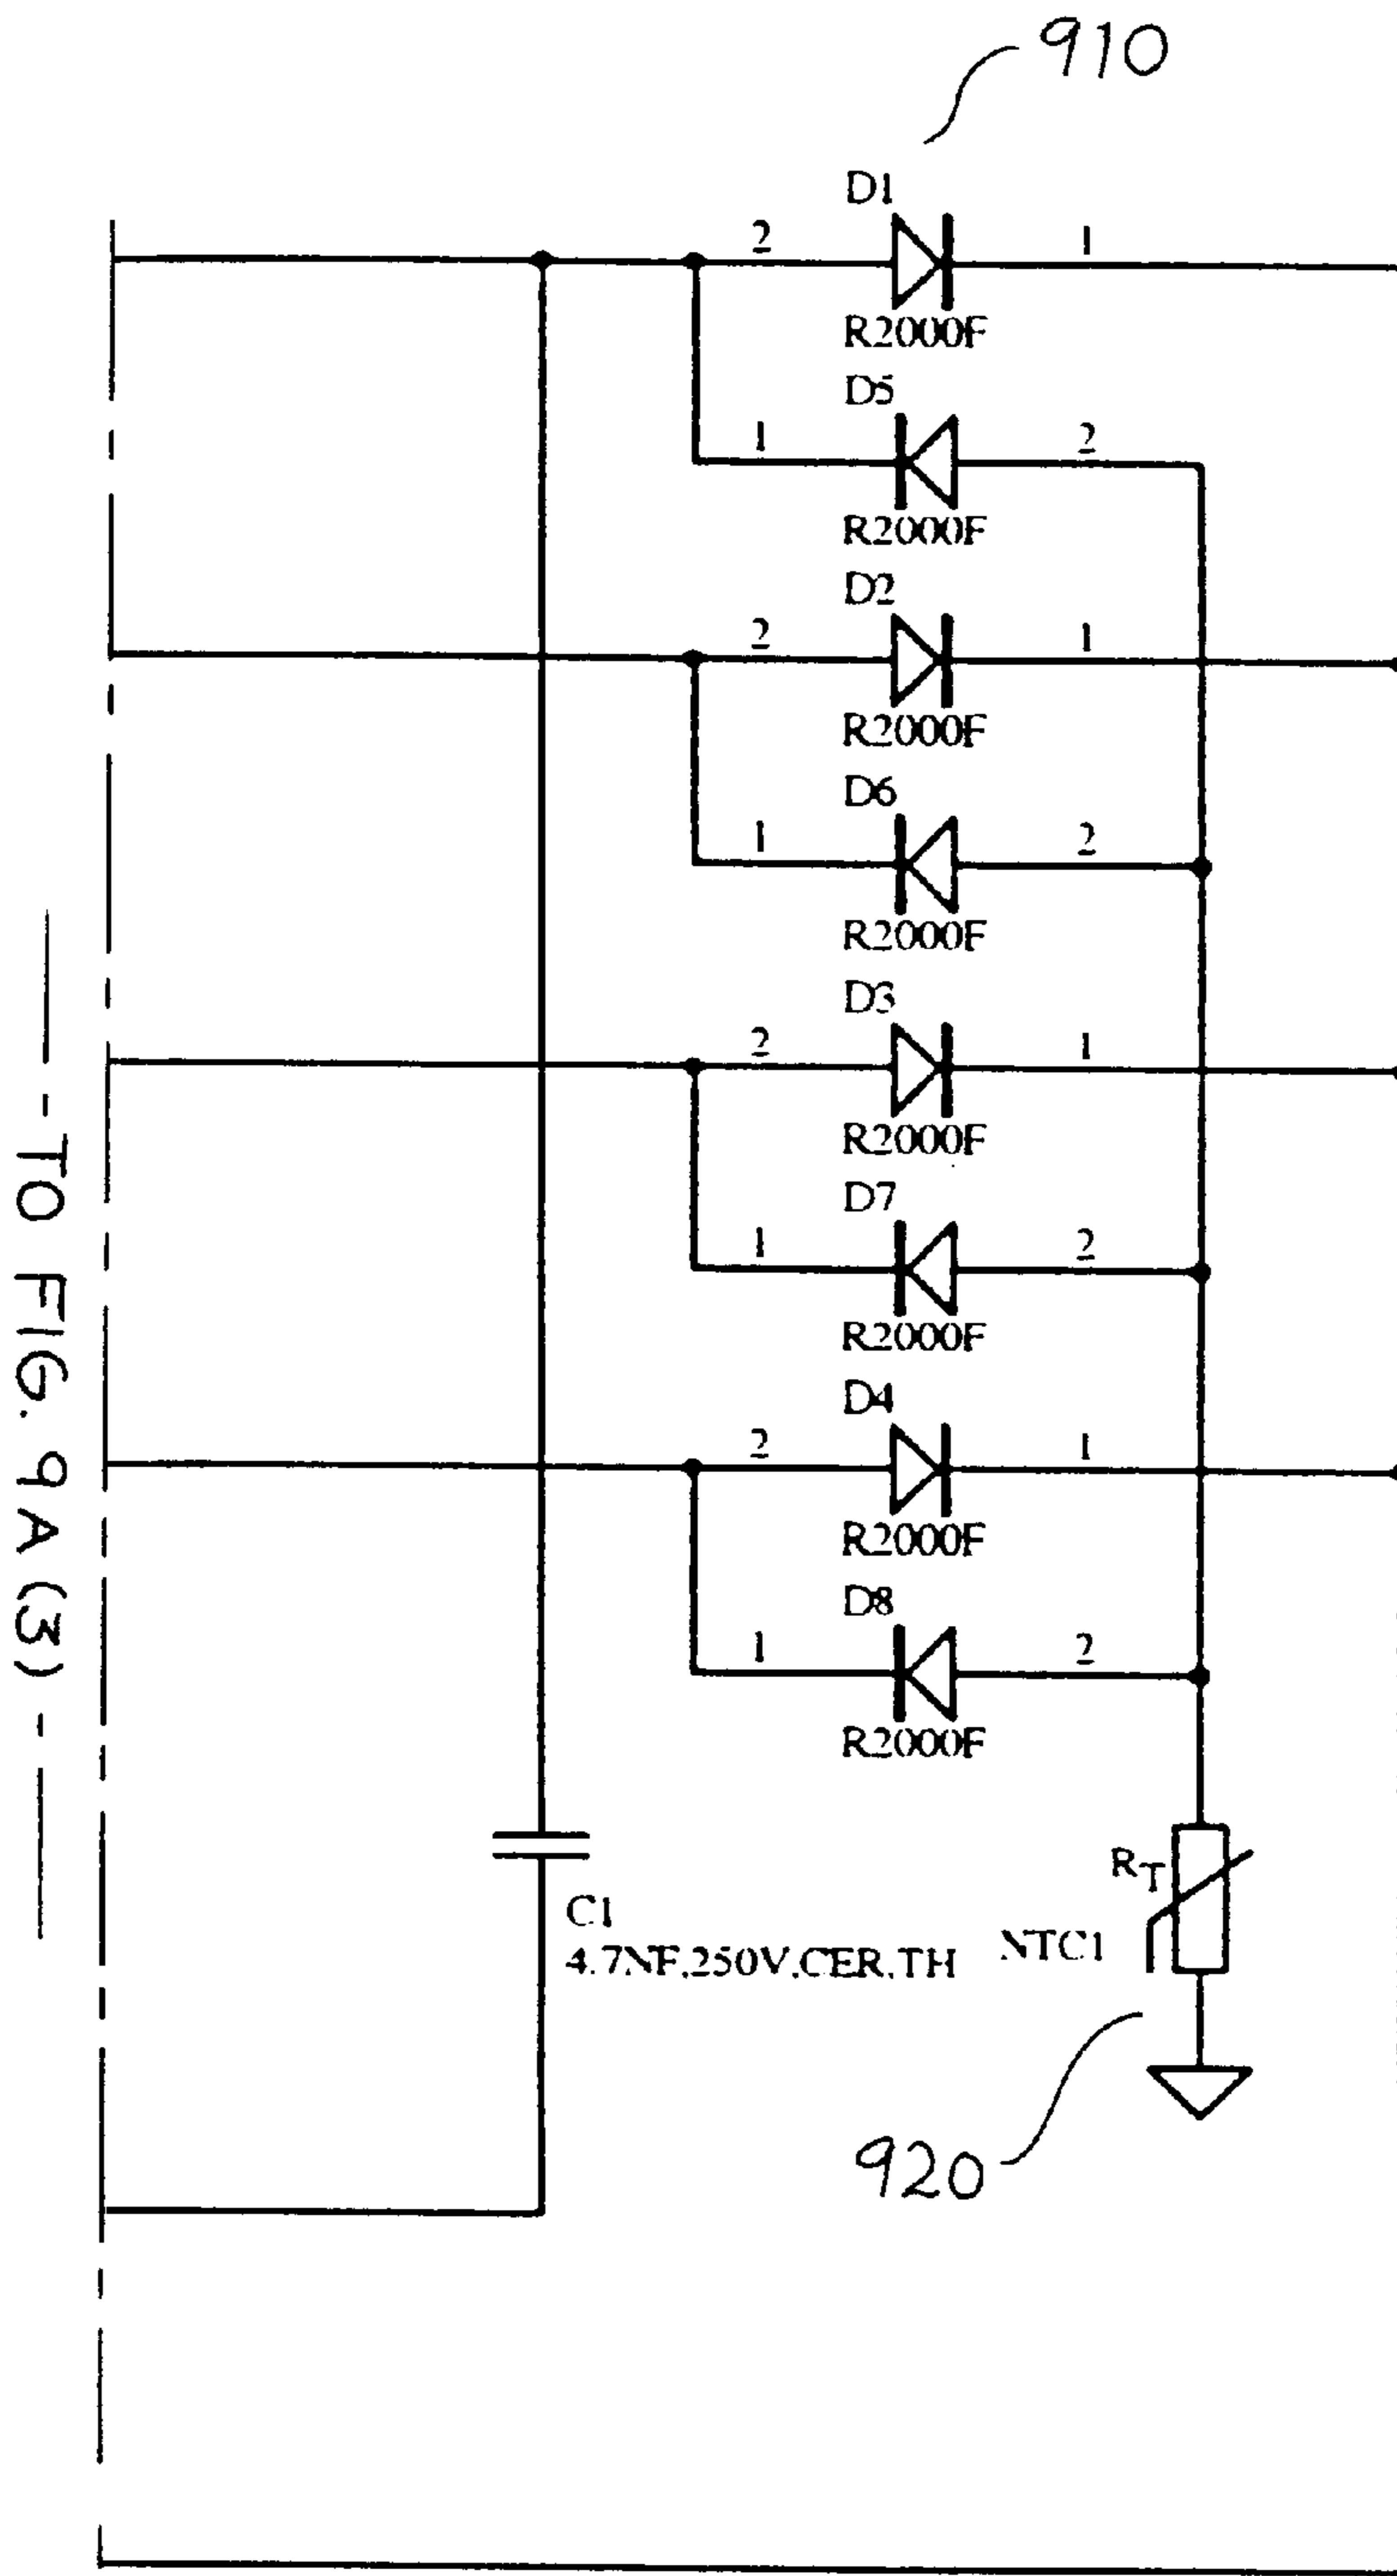 910
D1
2 1
R2000F
D5
1 2
R2000F
D2
2 1
R2000F
D6
1 2
R2000F
D3
2 1
R2000F
D7
1 2
R2000F
D4
2 1
R2000F
D8
1 2
R2000F
RT
C1
4.7NF,250V,CER,TH NTC1
920
TO FIG. 9A (3)